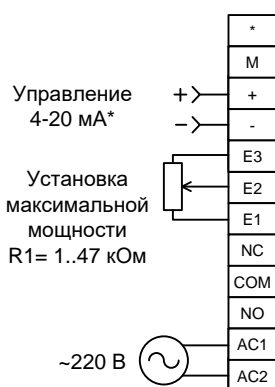 *
M
Управление
4-20 мА*
+
+
-
-
E3
Установка
максимальной
мощности
R1= 1..47 кОм
E2
E1
NC
COM
NO
~220 В
AC1
AC2